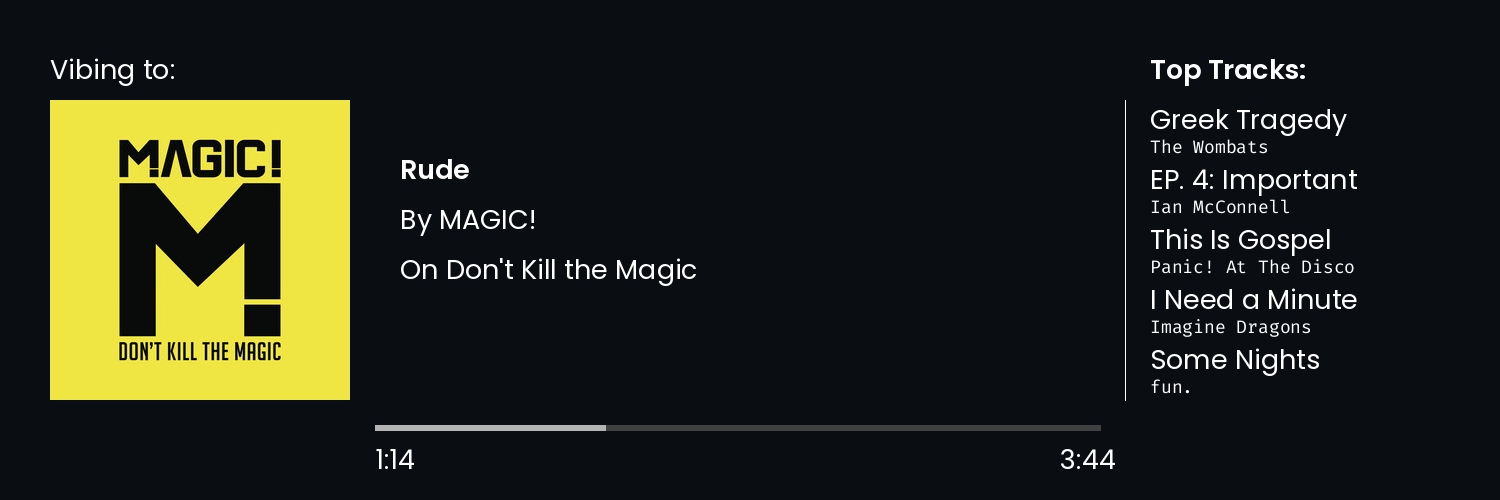 Vibing to:
MAGIC!
M!
DON'T KILL THE MAGIC
Rude
By MAGIC!
On Don't Kill the Magic
1:14
3:44
Top Tracks:
Greek Tragedy
The Wombats
EP. 4: Important
Ian McConnell
This Is Gospel
Panic! At The Disco
I Need a Minute
Imagine Dragons
Some Nights
fun.